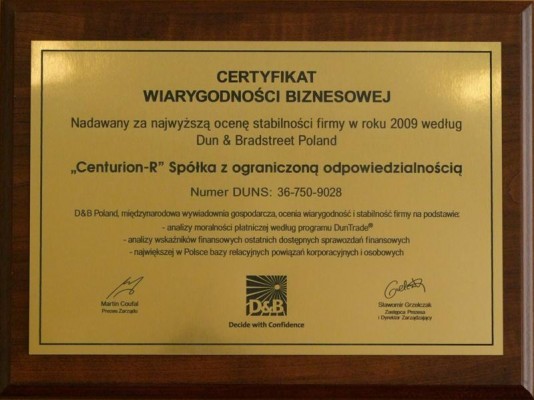 CERTYFIKAT
WIARYGODNOŚCI BIZNESOWEJ
Nadawany za najwyższą ocenę stabilności firmy w roku 2009 według
Dun & Bradstreet Poland
„Centurion-R” Spółka z ograniczoną odpowiedzialnością
Numer DUNS: 36-750-9028
D&B Poland, międzynarodowa wywiadownia gospodarcza, ocenia wiarygodność i stabilność firmy na podstawie:
- analizy moralności płatniczej według programu DunTrade®
- analizy wskaźników finansowych ostatnich dostępnych sprawozdań finansowych
- największej w Polsce bazy relacyjnych powiązań korporacyjnych i osobowych
Martin Coufal
Prezes Zarządu
D&B
Decide with Confidence
Sławomir Grzelczak
Zastępca Prezesa
i Dyrektor Zarządzający